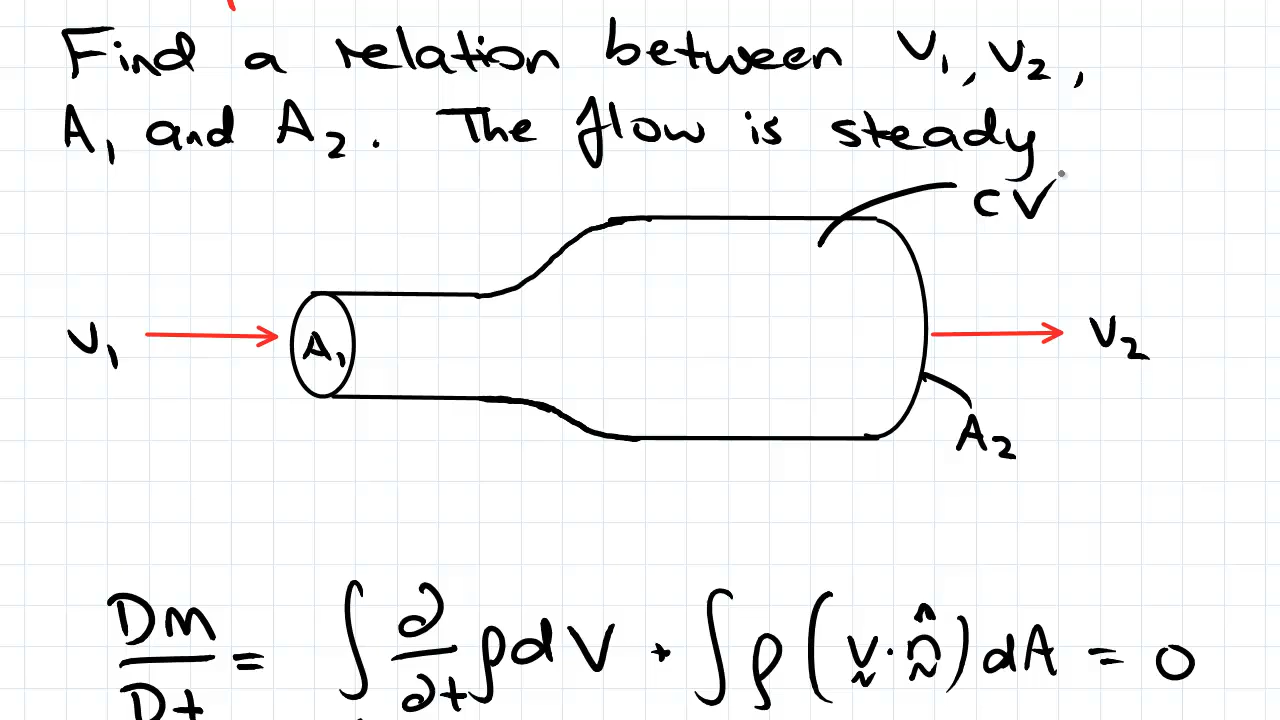 Find a relation between V₁, V₂,
A₁ and A₂. The flow is steady
CV
V₁
A₁
V₂
A₂
Dm/Dt = ∫ ∂/∂t ρ dV + ∫ ρ (v · n̂) dA = 0